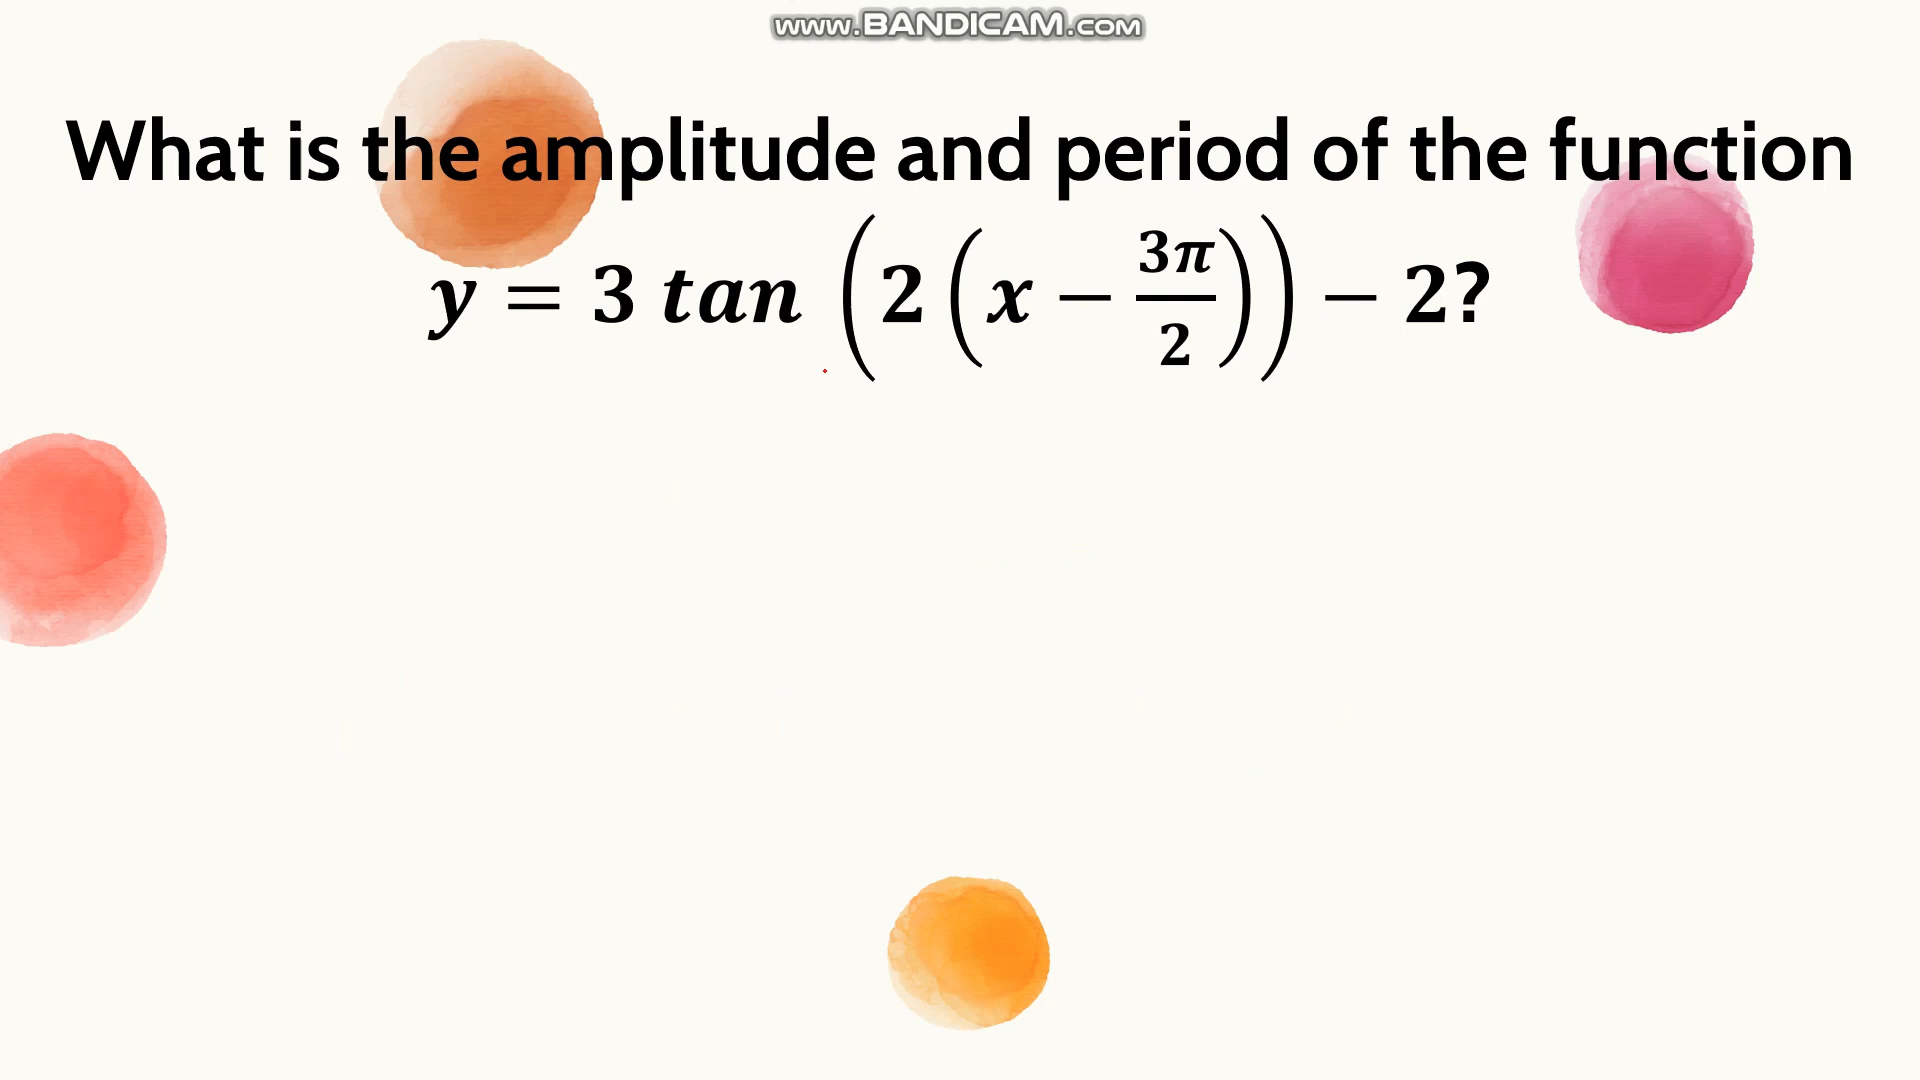 www.BANDICAM.com
What is the amplitude and period of the function
y = 3 tan (2 (x − 3π/2)) − 2?